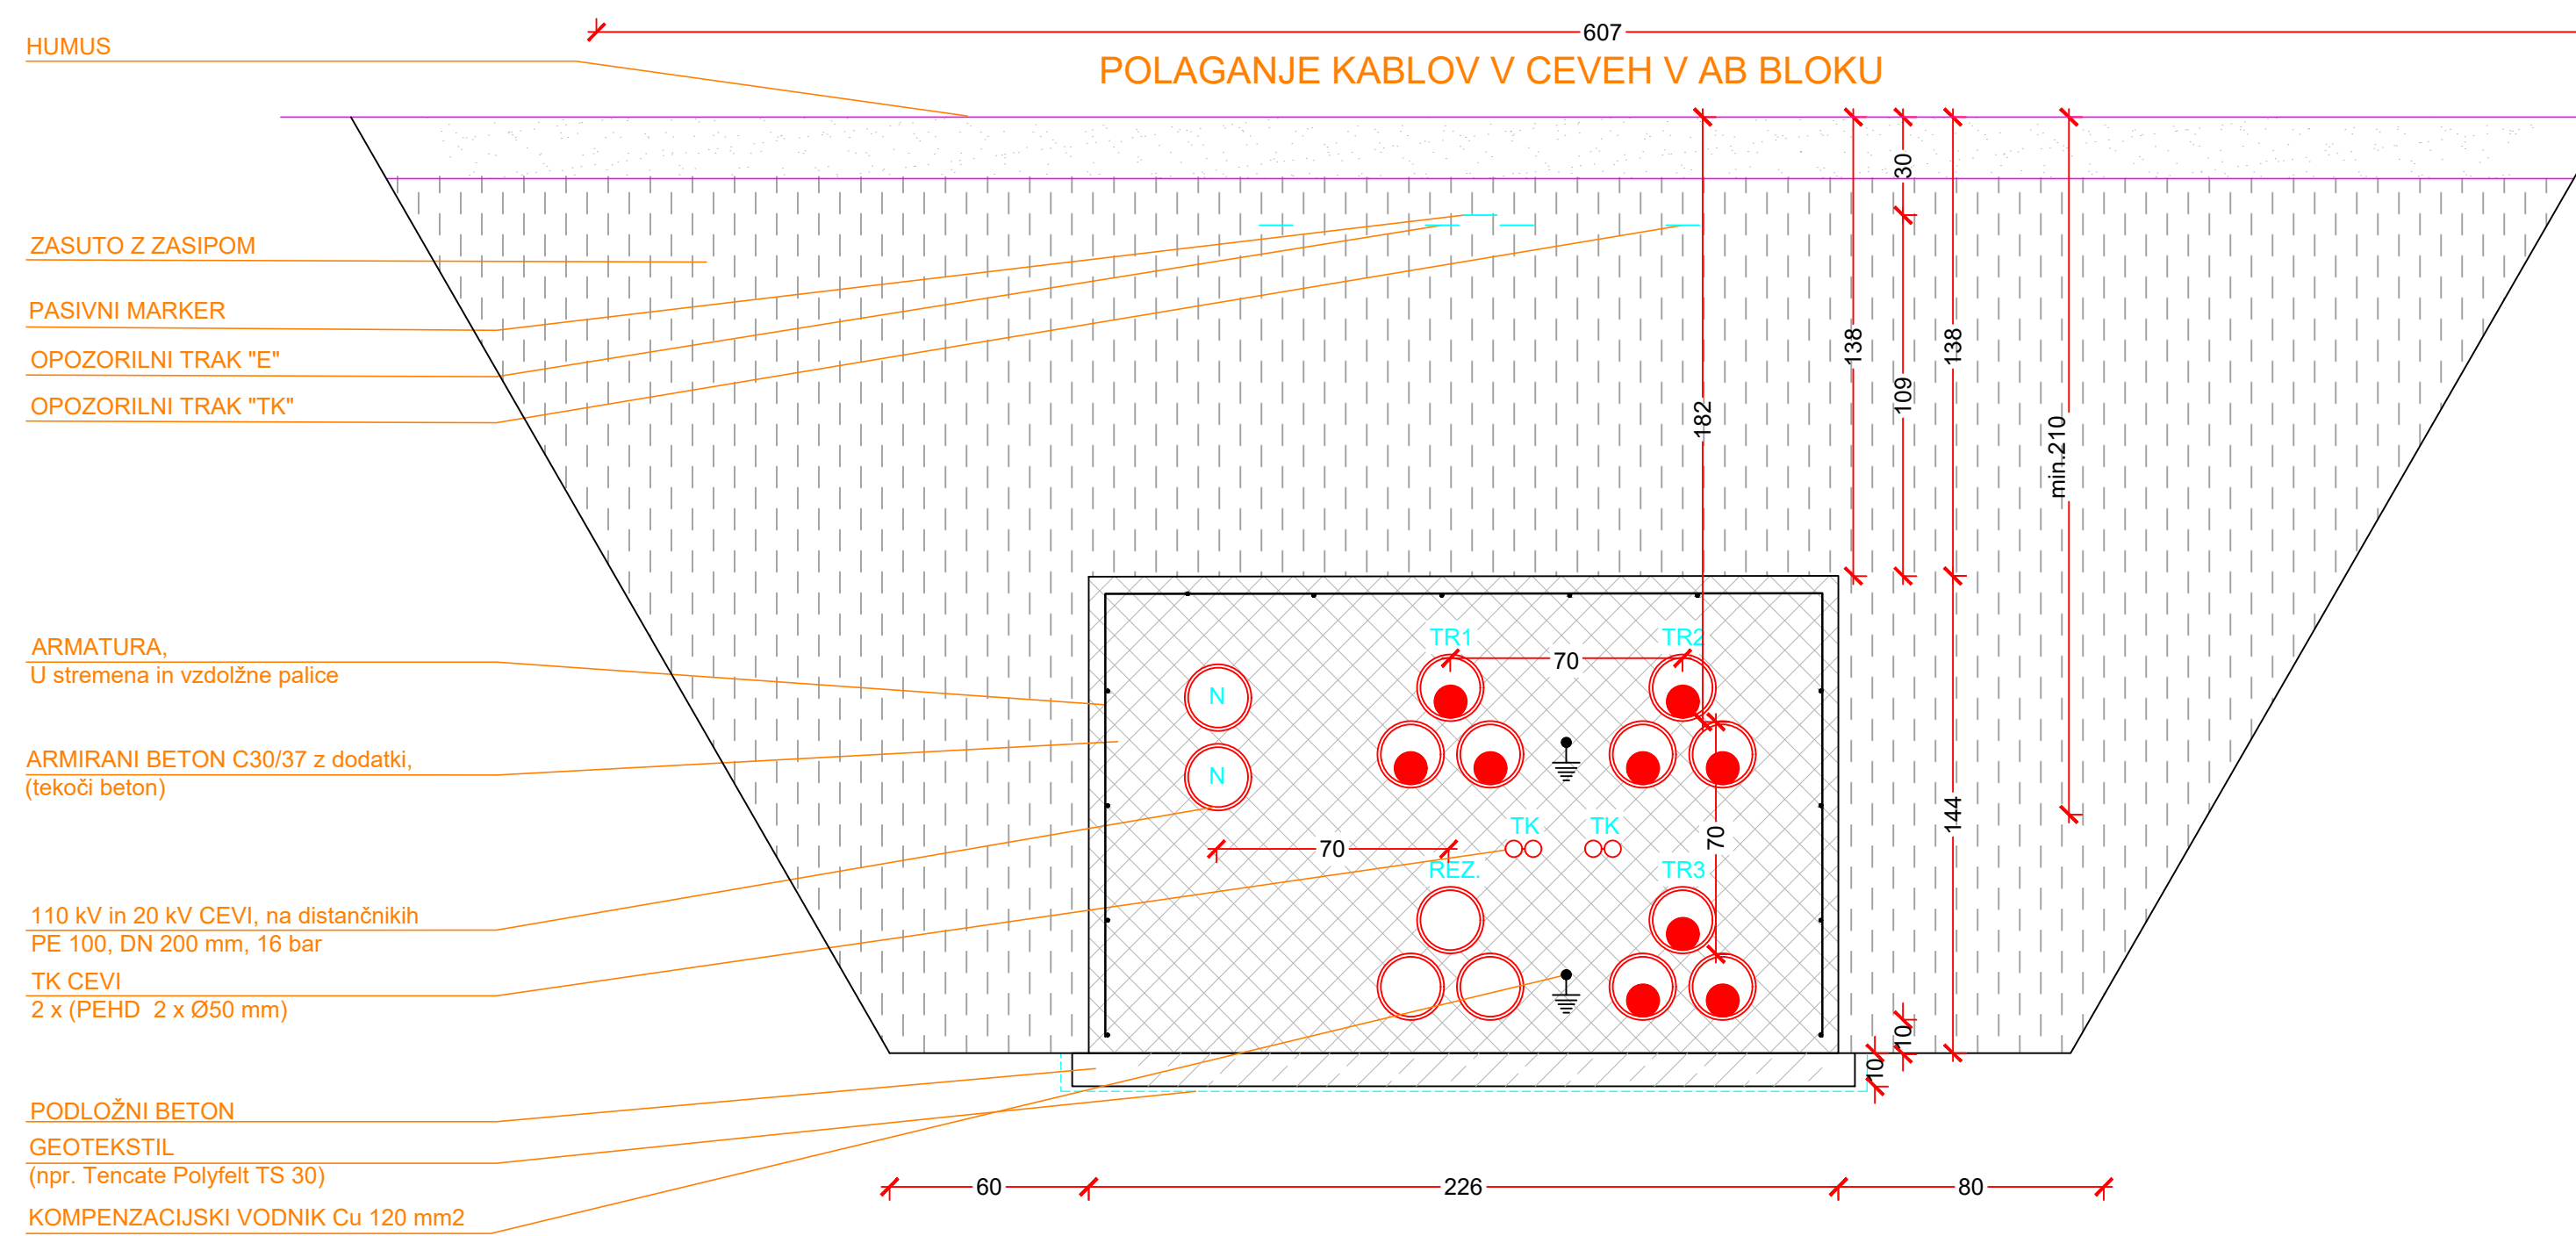 607
HUMUS
POLAGANJE KABLOV V CEVEH V AB BLOKU
30
ZASUTO Z ZASIPOM
PASIVNI MARKER
138
138
OPOZORILNI TRAK "E"
109
OPOZORILNI TRAK "TK"
182
min.210
ARMATURA,
U stremena in vzdolžne palice
TR1
TR2
70
N
ARMIRANI BETON C30/37 z dodatki,
(tekoči beton)
N
TK
TK
144
70
70
REZ.
TR3
110 kV in 20 kV CEVI, na distančnikih
PE 100, DN 200 mm, 16 bar
TK CEVI
2 x (PEHD 2 x Ø50 mm)
10
10
PODLOŽNI BETON
GEOTEKSTIL
(npr. Tencate Polyfelt TS 30)
60
226
80
KOMPENZACIJSKI VODNIK Cu 120 mm2